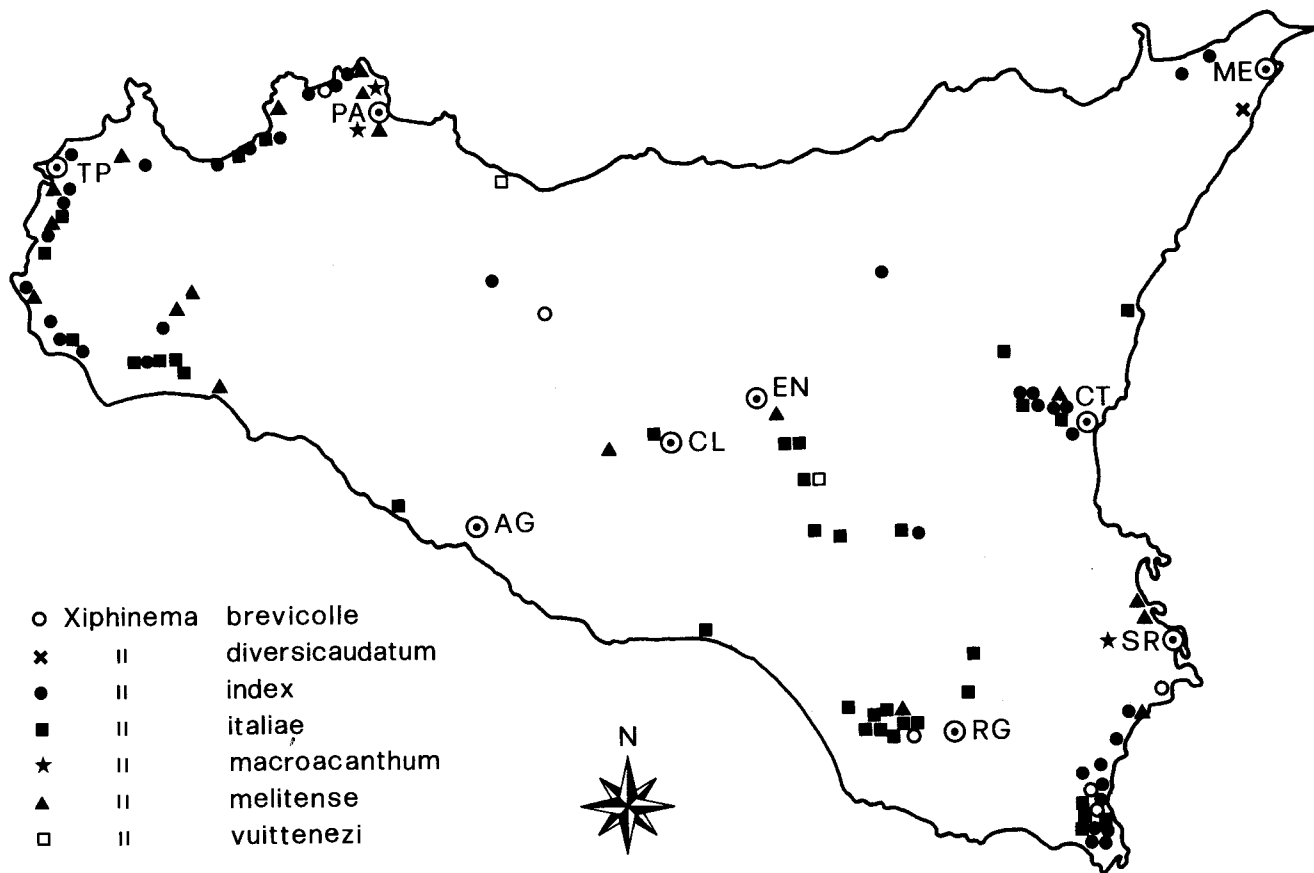 ME
PA
TP
EN
CT
CL
AG
SR
RG
Xiphinema brevicolle
" diversicaudatum
" index
" italiae
" macroacanthum
" melitense
" vuittenezi
N